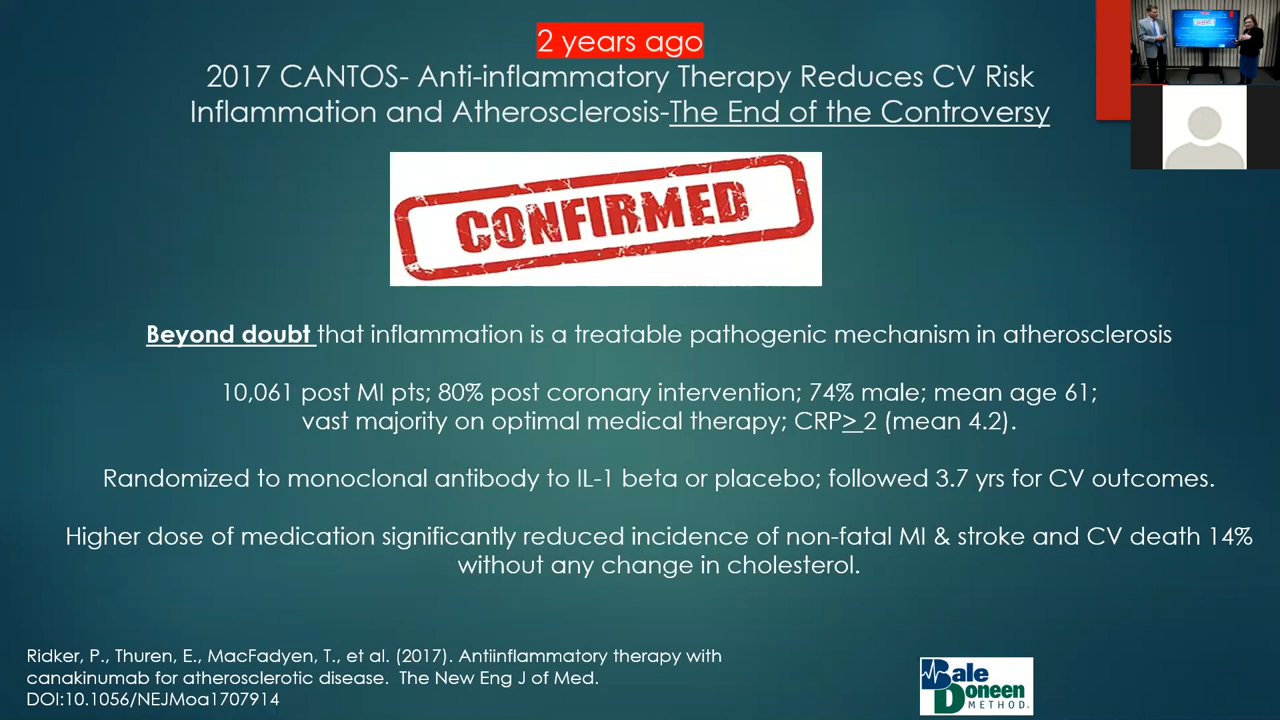 2 years ago
2017 CANTOS- Anti-inflammatory Therapy Reduces CV Risk
Inflammation and Atherosclerosis-The End of the Controversy
CONFIRMED
Beyond doubt that inflammation is a treatable pathogenic mechanism in atherosclerosis
10,061 post MI pts; 80% post coronary intervention; 74% male; mean age 61;
vast majority on optimal medical therapy; CRP> 2 (mean 4.2).
Randomized to monoclonal antibody to IL-1 beta or placebo; followed 3.7 yrs for CV outcomes.
Higher dose of medication significantly reduced incidence of non-fatal MI & stroke and CV death 14%
without any change in cholesterol.
Ridker, P., Thuren, E., MacFadyen, T., et al. (2017). Antiinflammatory therapy with
canakinumab for atherosclerotic disease.  The New Eng J of Med.
DOI:10.1056/NEJMoa1707914
Bale
Doneen
METHOD.